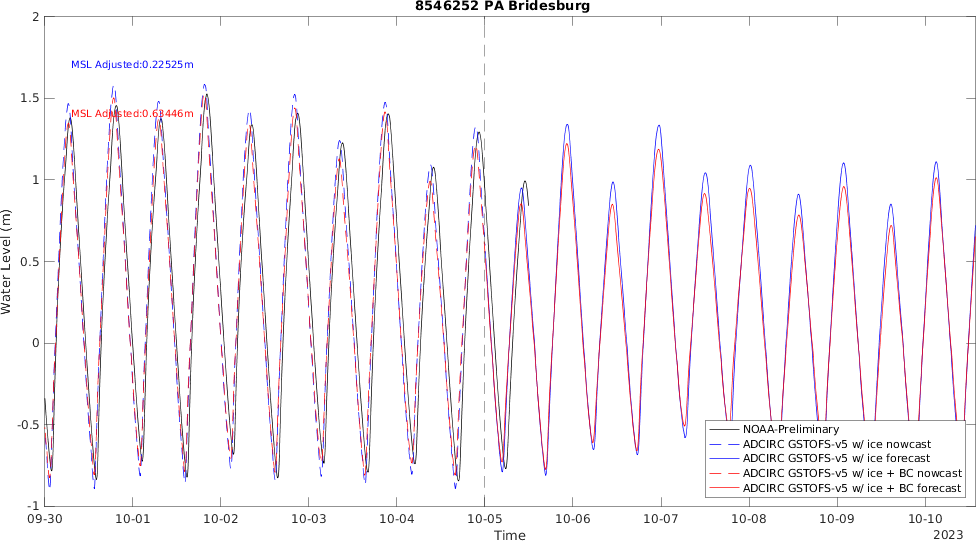 8546252 PA Bridesburg
2
1.5
1
0.5
0
-0.5
-1
Water Level (m)
MSL Adjusted:0.22525m
MSL Adjusted:0.63446m
NOAA-Preliminary
ADCIRC GSTOFS-v5 w/ ice nowcast
ADCIRC GSTOFS-v5 w/ ice forecast
ADCIRC GSTOFS-v5 w/ ice + BC nowcast
ADCIRC GSTOFS-v5 w/ ice + BC forecast
09-30 10-01 10-02 10-03 10-04 10-05 10-06 10-07 10-08 10-09 10-10
Time
2023